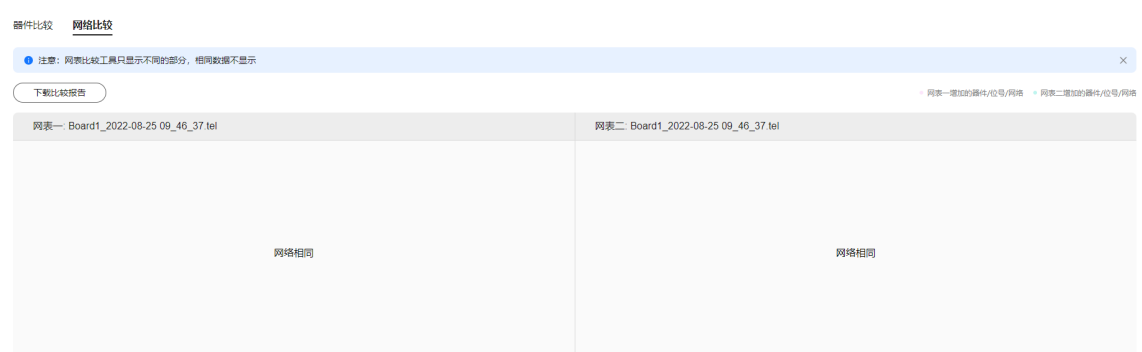 器件比较 网络比较
注意：网表比较工具只显示不同的部分，相同数据不显示
下载比较报告
网表一增加的器件/位号/网络 网表二增加的器件/位号/网络
网表一: Board1_2022-08-25 09_46_37.tel 网表二: Board1_2022-08-25 09_46_37.tel
网络相同 网络相同